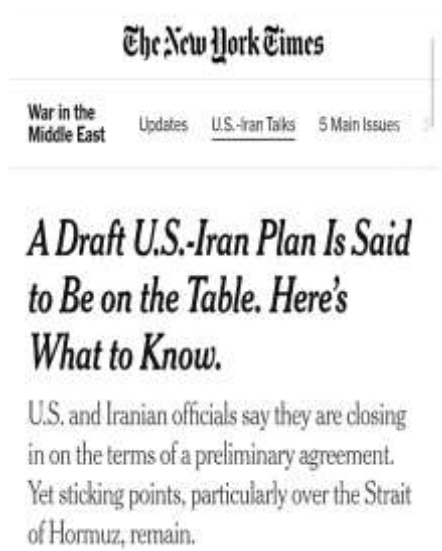 The New York Times
War in the
Middle East
Updates
U.S.-Iran Talks
5 Main Issues
A Draft U.S.-Iran Plan Is Said
to Be on the Table. Here's
What to Know.
U.S. and Iranian officials say they are closing
in on the terms of a preliminary agreement.
Yet sticking points, particularly over the Strait
of Hormuz, remain.